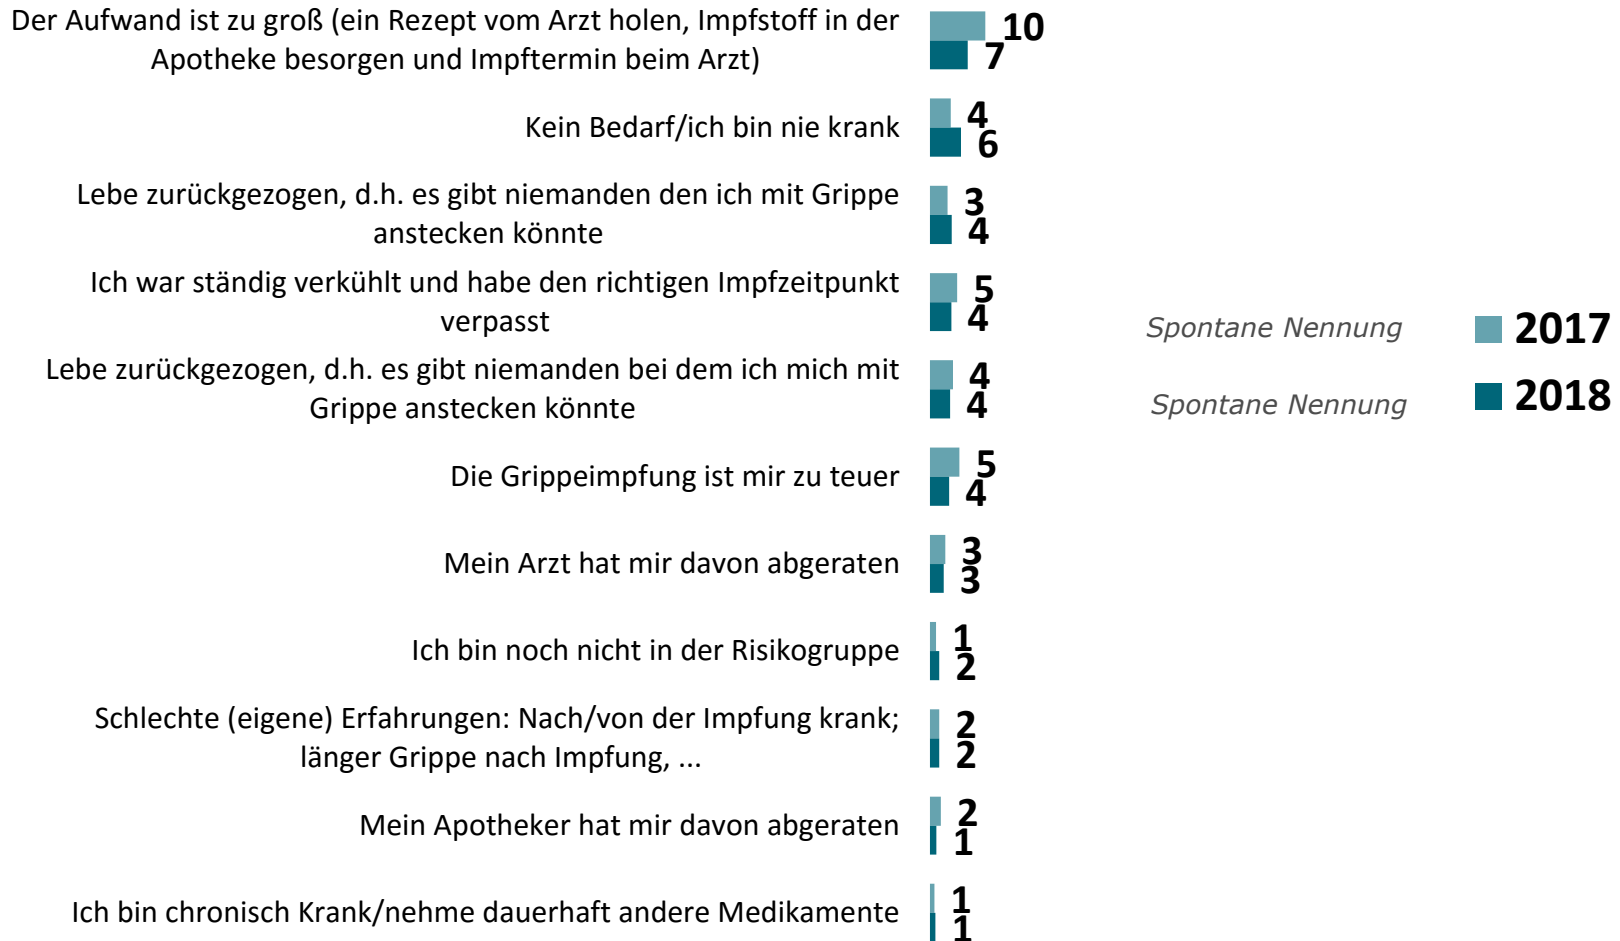 Der Aufwand ist zu groß (ein Rezept vom Arzt holen, Impfstoff in der
Apotheke besorgen und Impftermin beim Arzt)
10
7
Kein Bedarf/ich bin nie krank
4
6
Lebe zurückgezogen, d.h. es gibt niemanden den ich mit Grippe
anstecken könnte
3
4
Ich war ständig verkühlt und habe den richtigen Impfzeitpunkt
verpasst
5
4
Lebe zurückgezogen, d.h. es gibt niemanden bei dem ich mich mit
Grippe anstecken könnte
4
4
Die Grippeimpfung ist mir zu teuer
5
4
Mein Arzt hat mir davon abgeraten
3
3
Ich bin noch nicht in der Risikogruppe
1
2
Schlechte (eigene) Erfahrungen: Nach/von der Impfung krank;
länger Grippe nach Impfung, ...
2
2
Mein Apotheker hat mir davon abgeraten
2
1
Ich bin chronisch Krank/nehme dauerhaft andere Medikamente
1
1
Spontane Nennung 2017
Spontane Nennung 2018